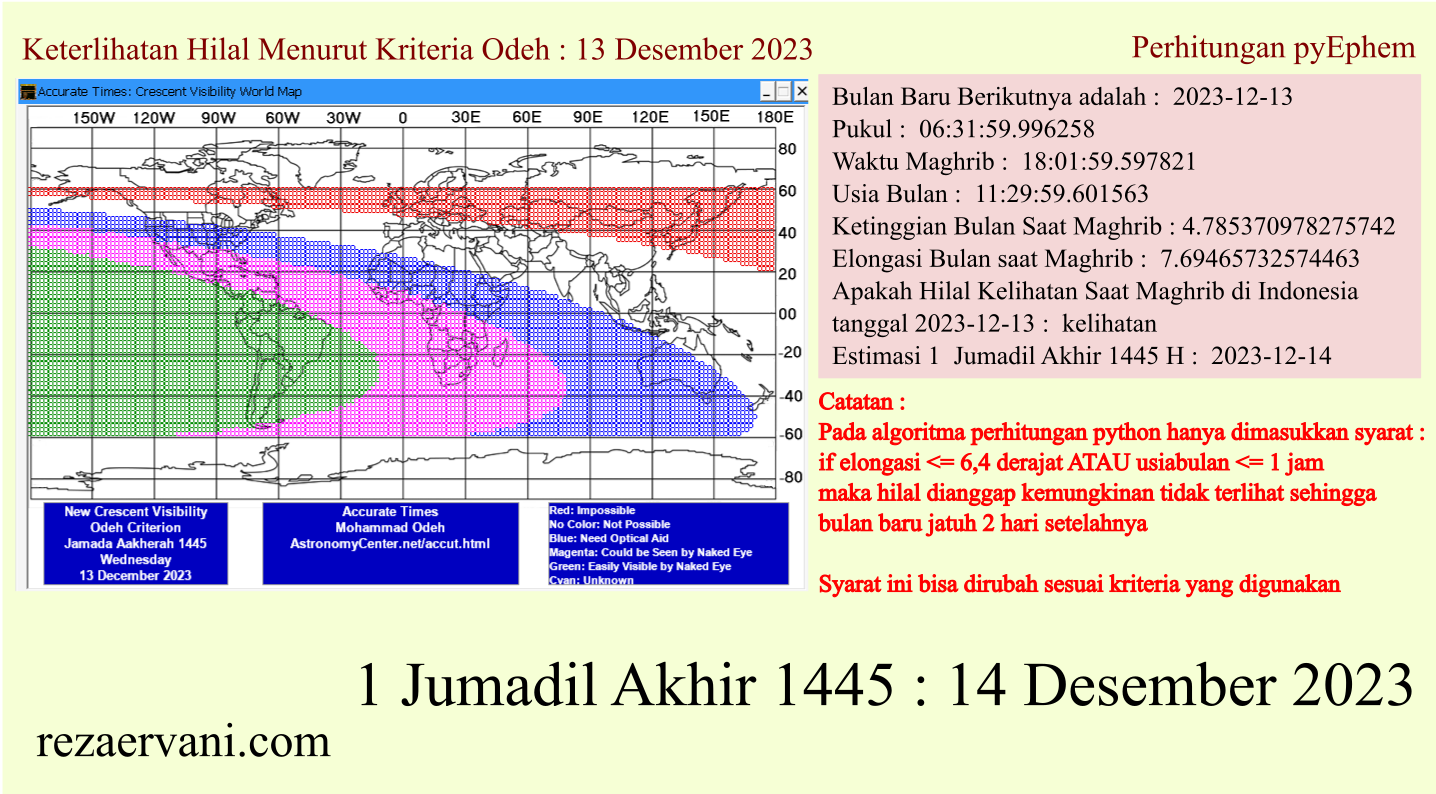 Keterlihatan Hilal Menurut Kriteria Odeh : 13 Desember 2023
Accurate Times: Crescent Visibility World Map
150W 120W 90W 60W 30W 0 30E 60E 90E 120E 150E 180E
80
60
40
20
00
-20
-40
-60
-80
New Crescent Visibility
Odeh Criterion
Jamada Aakherah 1445
Wednesday
13 December 2023
Accurate Times
Mohammad Odeh
AstronomyCenter.net/accut.html
Red: Impossible
No Color: Not Possible
Blue: Need Optical Aid
Magenta: Could be Seen by Naked Eye
Green: Easily Visible by Naked Eye
Cyan: Unknown
Perhitungan pyEphem
Bulan Baru Berikutnya adalah : 2023-12-13
Pukul : 06:31:59.996258
Waktu Maghrib : 18:01:59.597821
Usia Bulan : 11:29:59.601563
Ketinggian Bulan Saat Maghrib : 4.785370978275742
Elongasi Bulan saat Maghrib : 7.69465732574463
Apakah Hilal Kelihatan Saat Maghrib di Indonesia
tanggal 2023-12-13 : kelihatan
Estimasi 1 Jumadil Akhir 1445 H : 2023-12-14
Catatan :
Pada algoritma perhitungan python hanya dimasukkan syarat :
if elongasi <= 6,4 derajat ATAU usiabulan <= 1 jam
maka hilal dianggap kemungkinan tidak terlihat sehingga
bulan baru jatuh 2 hari setelahnya
Syarat ini bisa dirubah sesuai kriteria yang digunakan
1 Jumadil Akhir 1445 : 14 Desember 2023
rezaervani.com